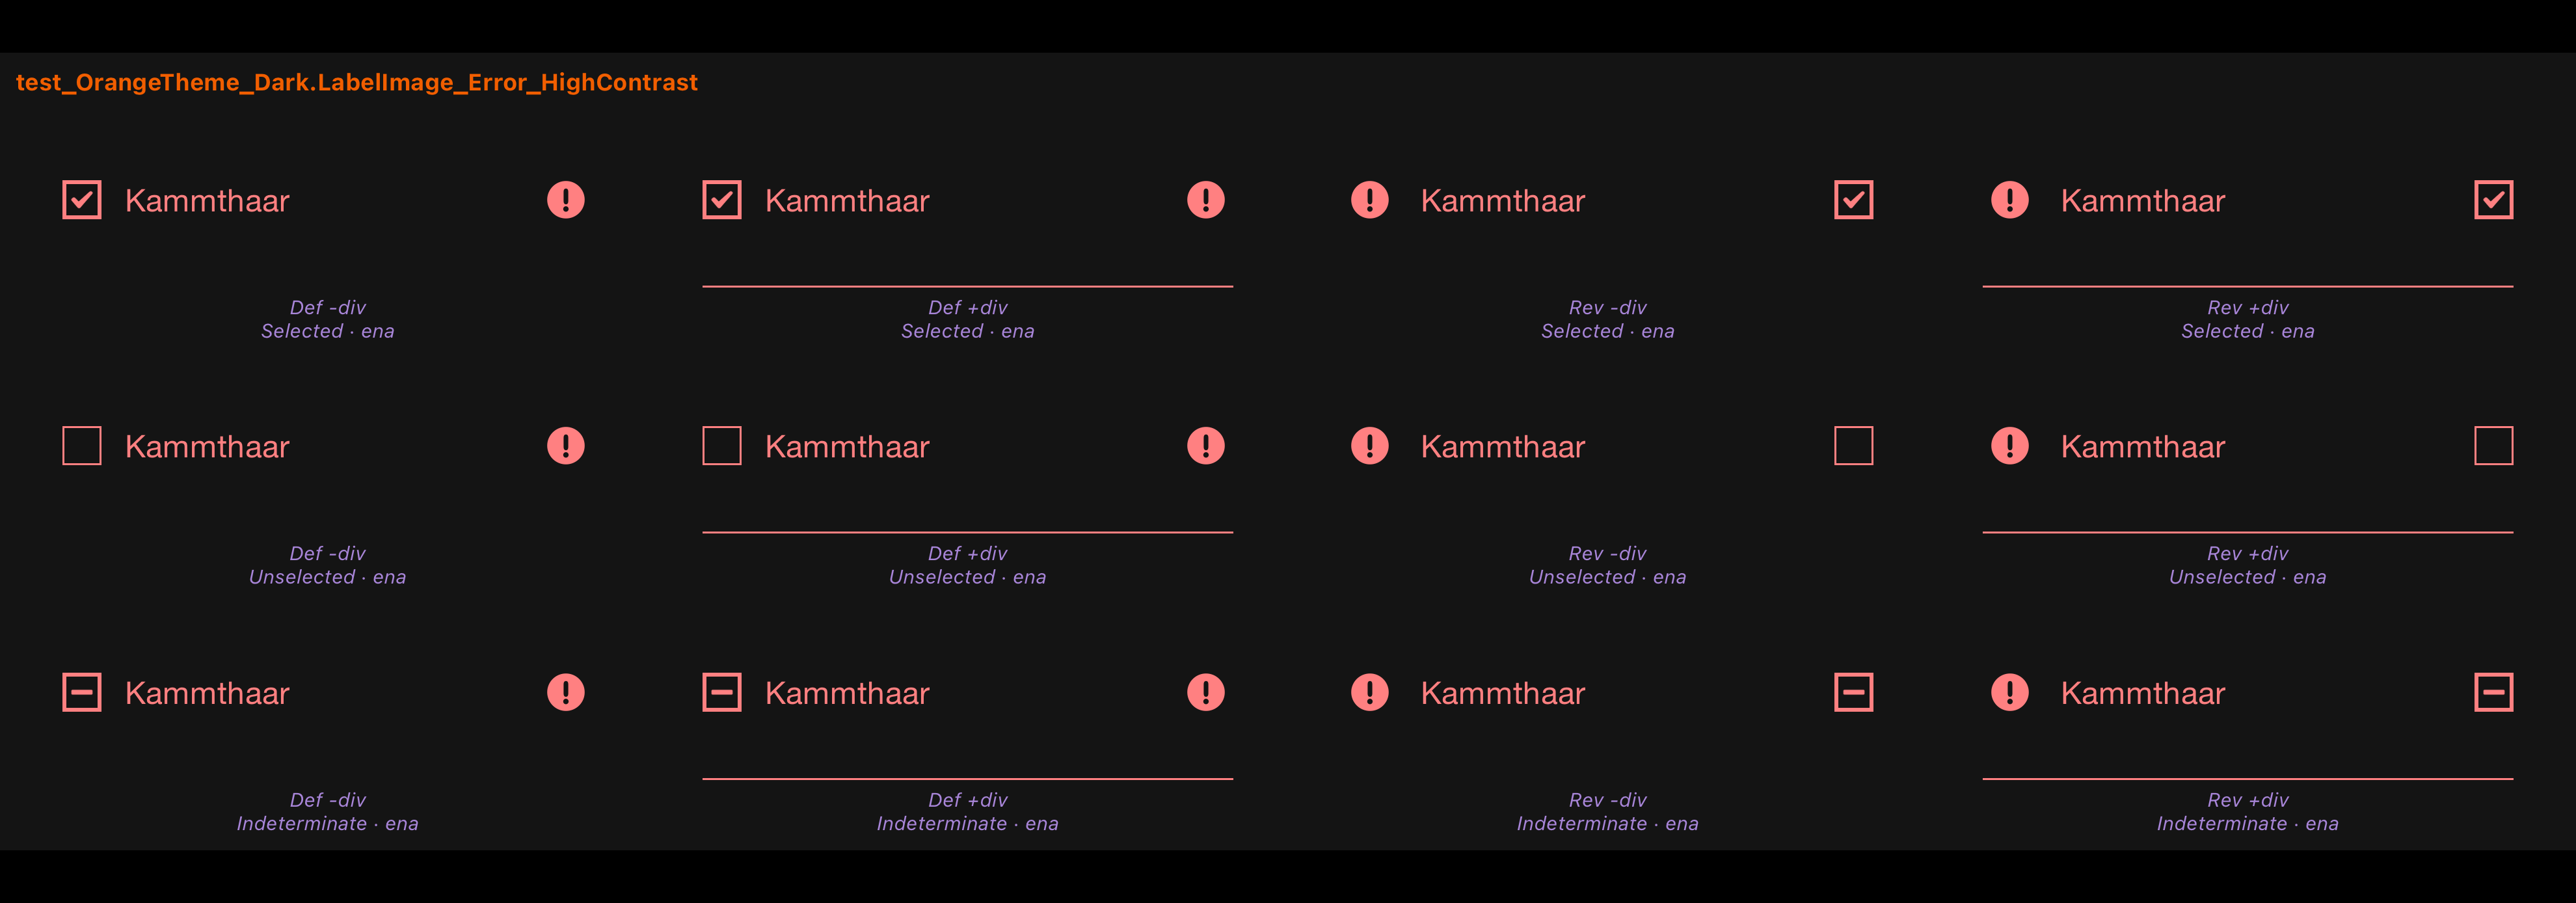 test_OrangeTheme_Dark.LabelImage_Error_HighContrast
Kammthaar
Kammthaar
Kammthaar
Kammthaar
Def -div
Selected · ena
Def +div
Selected · ena
Rev -div
Selected · ena
Rev +div
Selected · ena
Kammthaar
Kammthaar
Kammthaar
Kammthaar
Def -div
Unselected · ena
Def +div
Unselected · ena
Rev -div
Unselected · ena
Rev +div
Unselected · ena
Kammthaar
Kammthaar
Kammthaar
Kammthaar
Def -div
Indeterminate · ena
Def +div
Indeterminate · ena
Rev -div
Indeterminate · ena
Rev +div
Indeterminate · ena